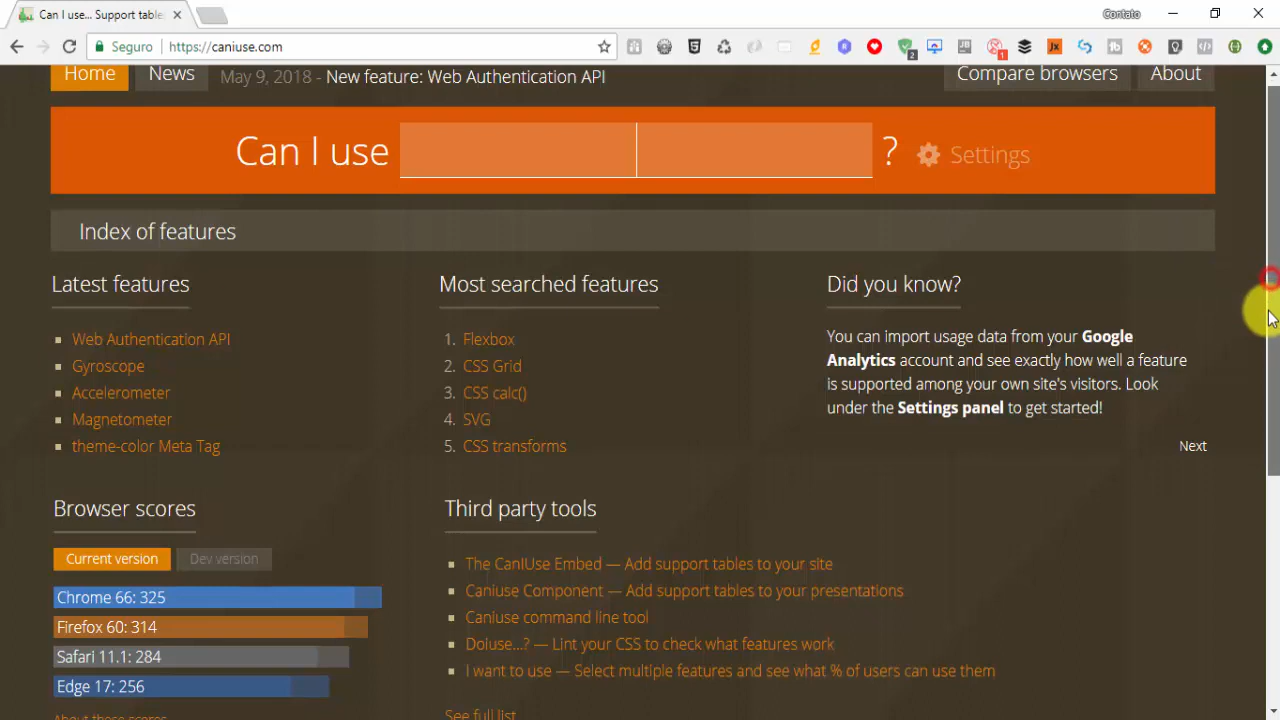 Can I use... Support table
Contato
Seguro https://caniuse.com
2
1
Home News May 9, 2018 - New feature: Web Authentication API Compare browsers About
Can I use ? Settings
Index of features
Latest features
Web Authentication API
Gyroscope
Accelerometer
Magnetometer
theme-color Meta Tag
Most searched features
1. Flexbox
2. CSS Grid
3. CSS calc()
4. SVG
5. CSS transforms
Did you know?
You can import usage data from your Google
Analytics account and see exactly how well a feature
is supported among your own site's visitors. Look
under the Settings panel to get started!
Next
Browser scores
Current version Dev version
Chrome 66: 325
Firefox 60: 314
Safari 11.1: 284
Edge 17: 256
About these scores
Third party tools
The CanIUse Embed — Add support tables to your site
Caniuse Component — Add support tables to your presentations
Caniuse command line tool
Doiuse...? — Lint your CSS to check what features work
I want to use — Select multiple features and see what % of users can use them
See full list